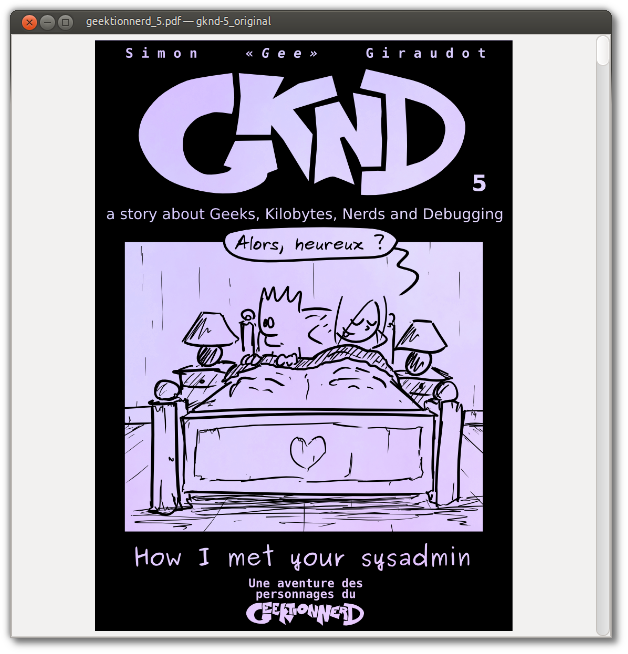 geektionnerd_5.pdf — gknd-5_original
Simon «Gee» Giraudot
GKND
5
a story about Geeks, Kilobytes, Nerds and Debugging
Alors, heureux ?
How I met your sysadmin
Une aventure des
personnages du
GEEKTIONNERD